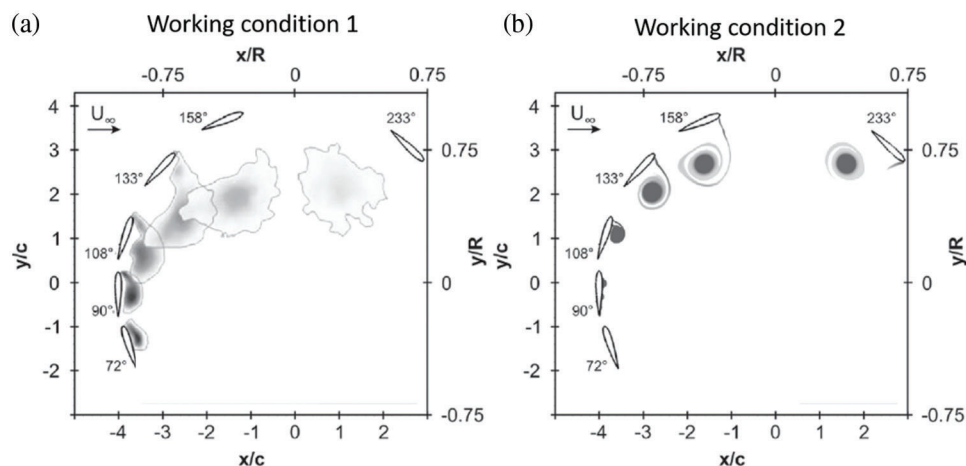 (a) Working condition 1
x/R
-0.75 0 0.75
U∞
158°
233°
133°
108°
90°
72°
4
3
2
1
0
-1
-2
y/c
0.75
0
-0.75
y/R
-4 -3 -2 -1 0 1 2
x/c
(b) Working condition 2
x/R
-0.75 0 0.75
U∞
158°
233°
133°
108°
90°
72°
4
3
2
1
0
-1
-2
y/c
0.75
0
-0.75
y/R
-4 -3 -2 -1 0 1 2
x/c